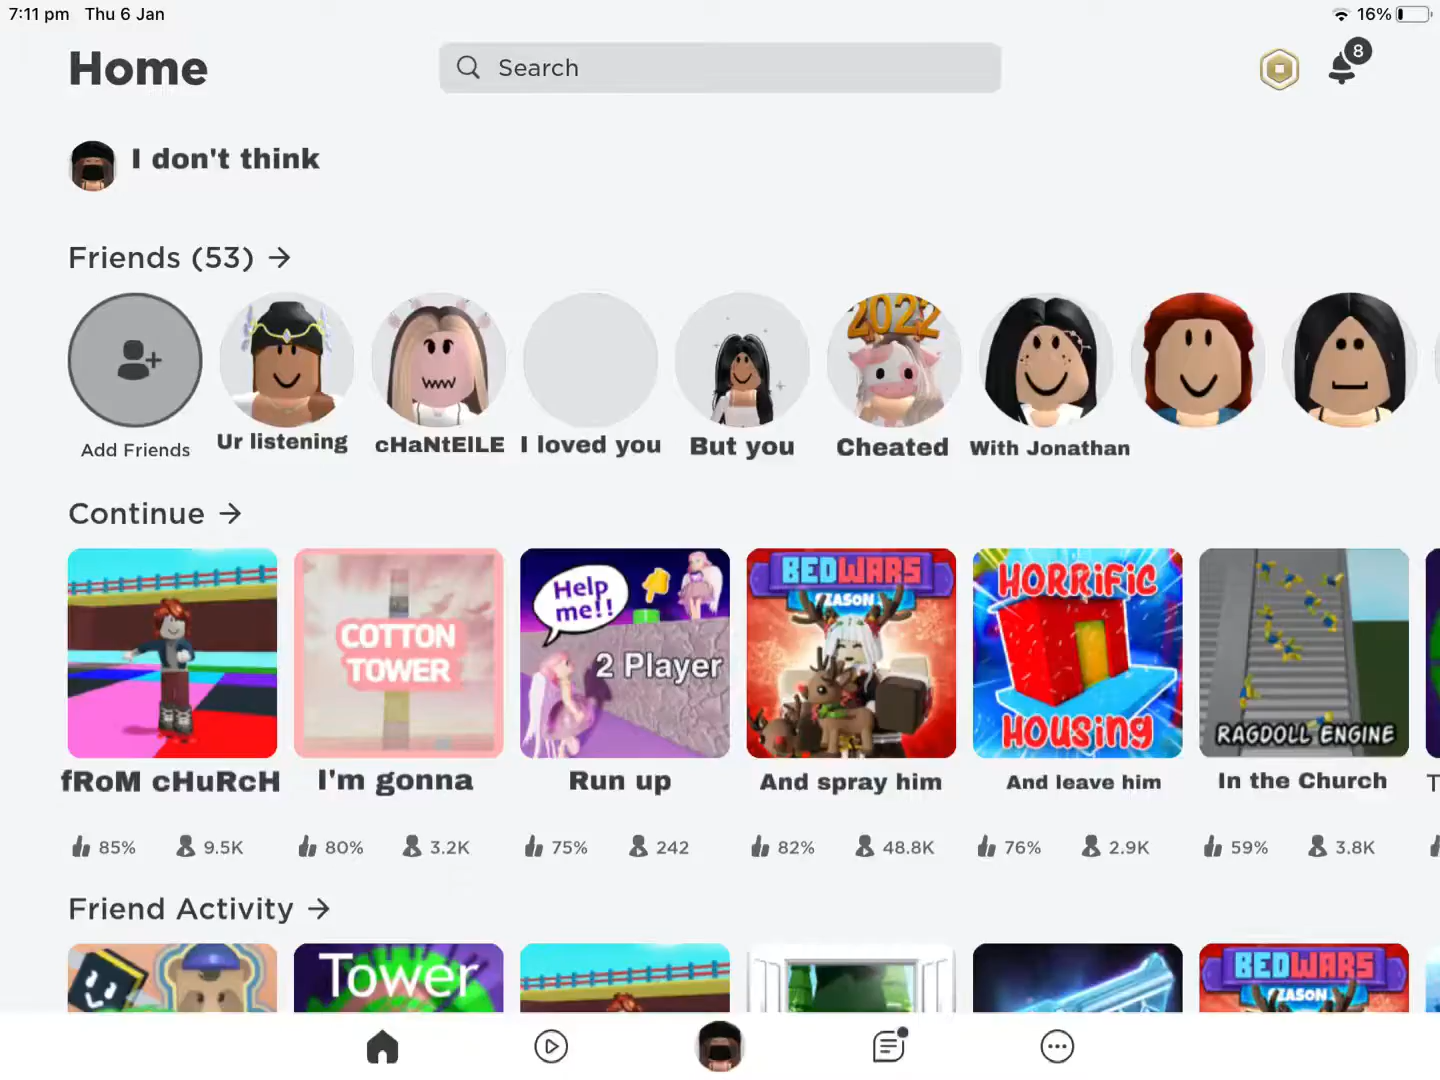 7:11 pm Thu 6 Jan 16%
Home
Search
8
I don't think
Friends (53) →
2022
Add Friends
Ur listening
cHaNtElLE
I loved you
But you
Cheated
With Jonathan
Continue →
COTTON
TOWER
Help
me!!
2 Player
BEDWARS
SEASON
HORRiFiC
HOUSiNg
RAGDOLL ENGINE
fRoM cHuRcH
I'm gonna
Run up
And spray him
And leave him
In the Church
T
85% 9.5K
80% 3.2K
75% 242
82% 48.8K
76% 2.9K
59% 3.8K
Friend Activity →
Tower
BEDWARS
SEASON